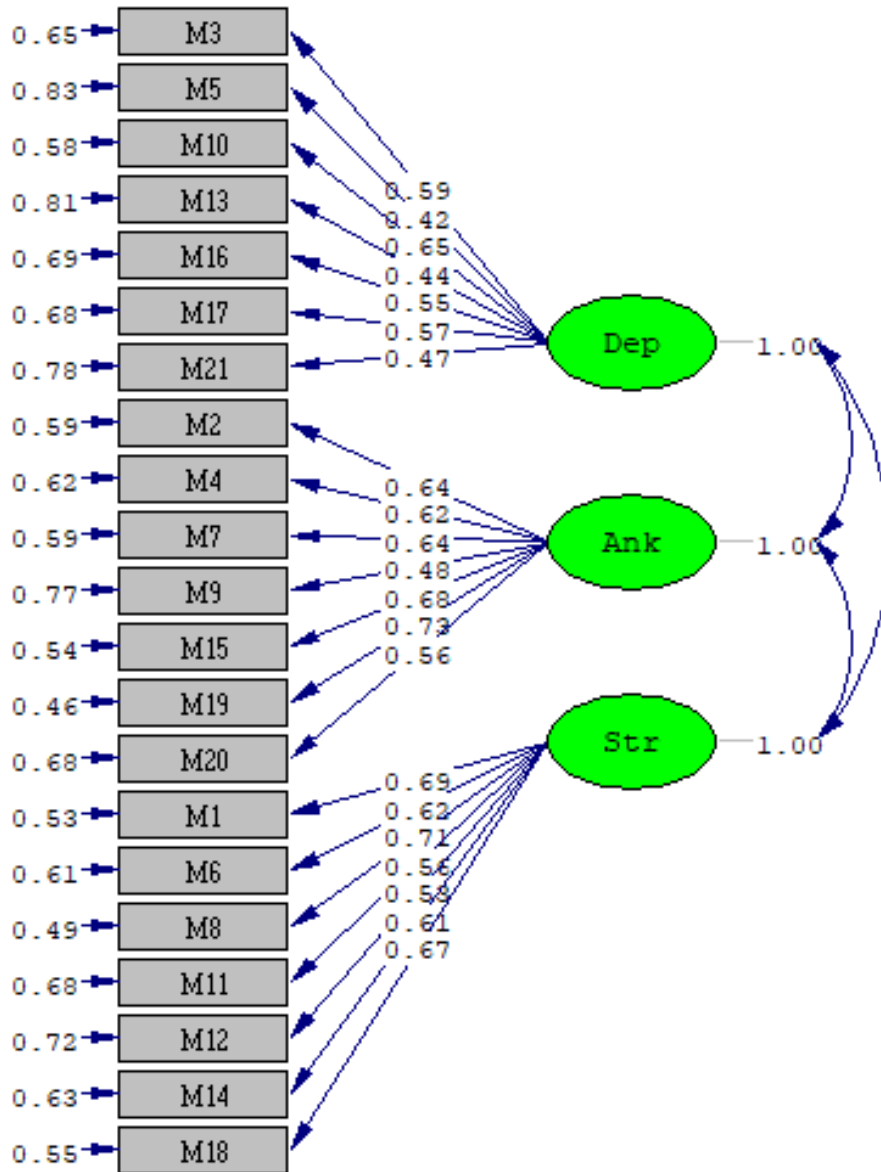 0.65 M3
0.83 M5
0.58 M10
0.81 M13
0.69 M16
0.68 M17
0.78 M21
0.59 M2
0.62 M4
0.59 M7
0.77 M9
0.54 M15
0.46 M19
0.68 M20
0.53 M1
0.61 M6
0.49 M8
0.68 M11
0.72 M12
0.63 M14
0.55 M18
0.59
0.42
0.65
0.44
0.55
0.57
0.47
0.64
0.62
0.64
0.48
0.68
0.73
0.56
0.69
0.62
0.71
0.56
0.53
0.61
0.67
Dep 1.00
Ank 1.00
Str 1.00